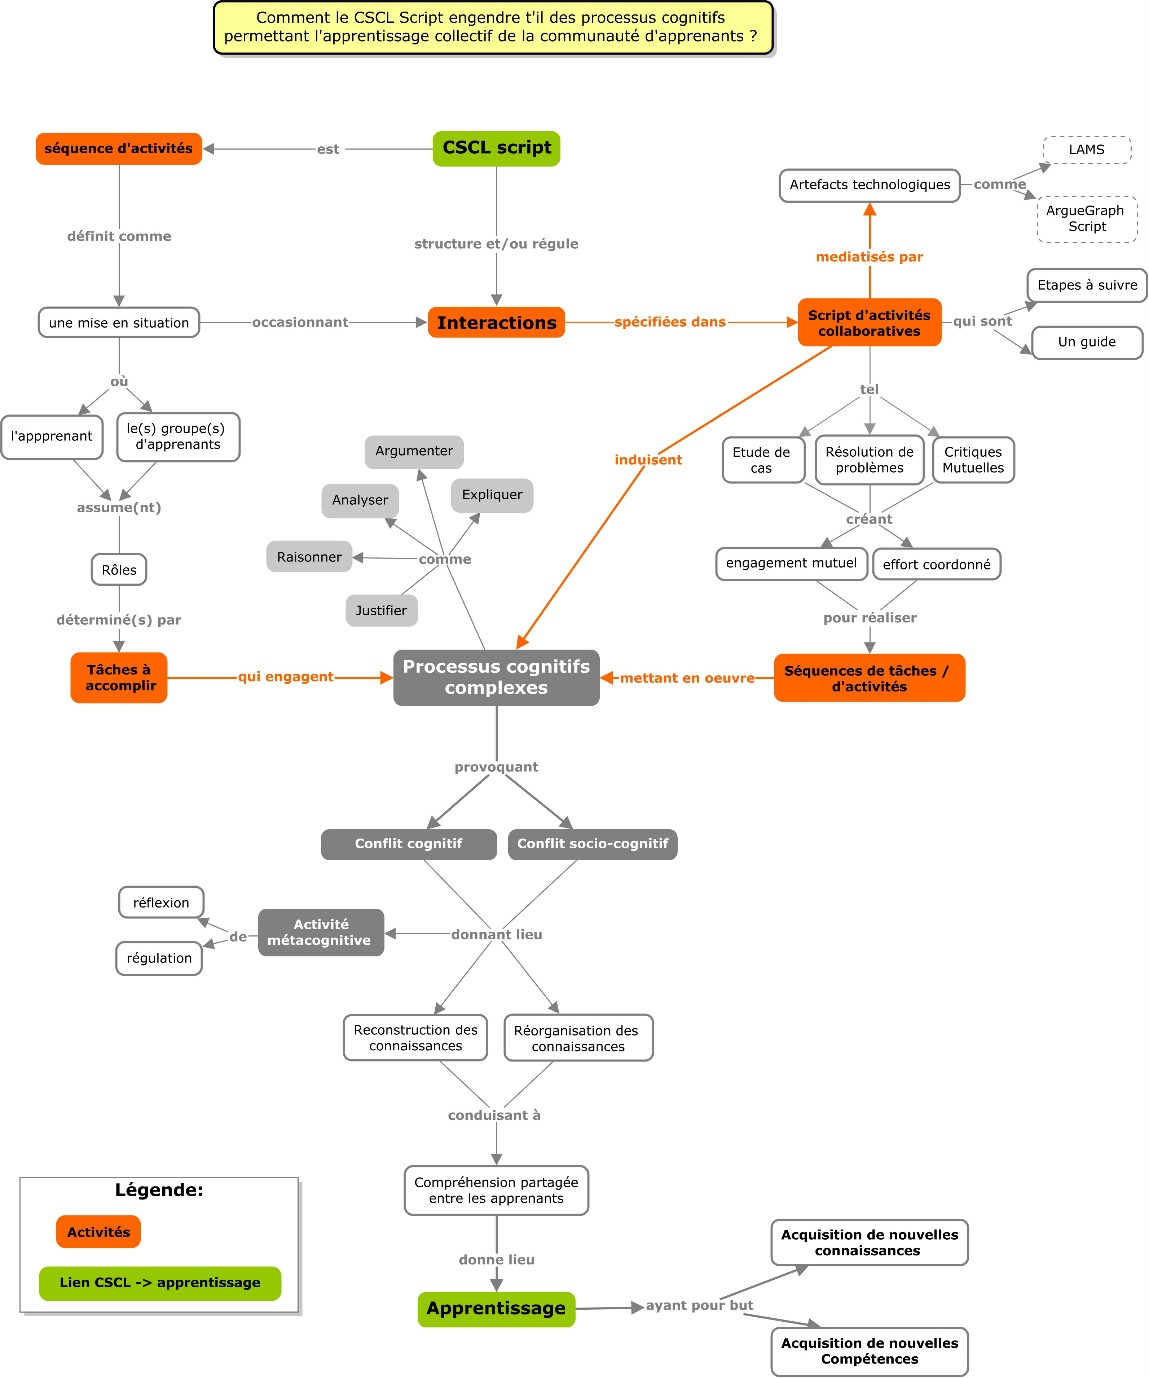 Comment le CSCL Script engendre t'il des processus cognitifs
permettant l'apprentissage collectif de la communauté d'apprenants ?
séquence d'activités
est
CSCL script
LAMS
Artefacts technologiques
comme
ArgueGraph
Script
définit comme
structure et/ou régule
mediatisés par
Etapes à suivre
une mise en situation
occasionnant
Interactions
spécifiées dans
Script d'activités
collaboratives
qui sont
Un guide
où
tel
l'appprenant
le(s) groupe(s)
d'apprenants
Argumenter
induisent
Etude de
cas
Résolution de
problèmes
Critiques
Mutuelles
Analyser
Expliquer
assume(nt)
créant
Raisonner
comme
Rôles
engagement mutuel
effort coordonné
Justifier
déterminé(s) par
pour réaliser
Tâches à
accomplir
qui engagent
Processus cognitifs
complexes
mettant en oeuvre
Séquences de tâches /
d'activités
provoquant
Conflit cognitif
Conflit socio-cognitif
réflexion
Activité
métacognitive
de
donnant lieu
régulation
Reconstruction des
connaissances
Réorganisation des
connaissances
conduisant à
Compréhension partagée
entre les apprenants
Légende:
Activités
Lien CSCL -> apprentissage
donne lieu
Acquisition de nouvelles
connaissances
Apprentissage
ayant pour but
Acquisition de nouvelles
Compétences